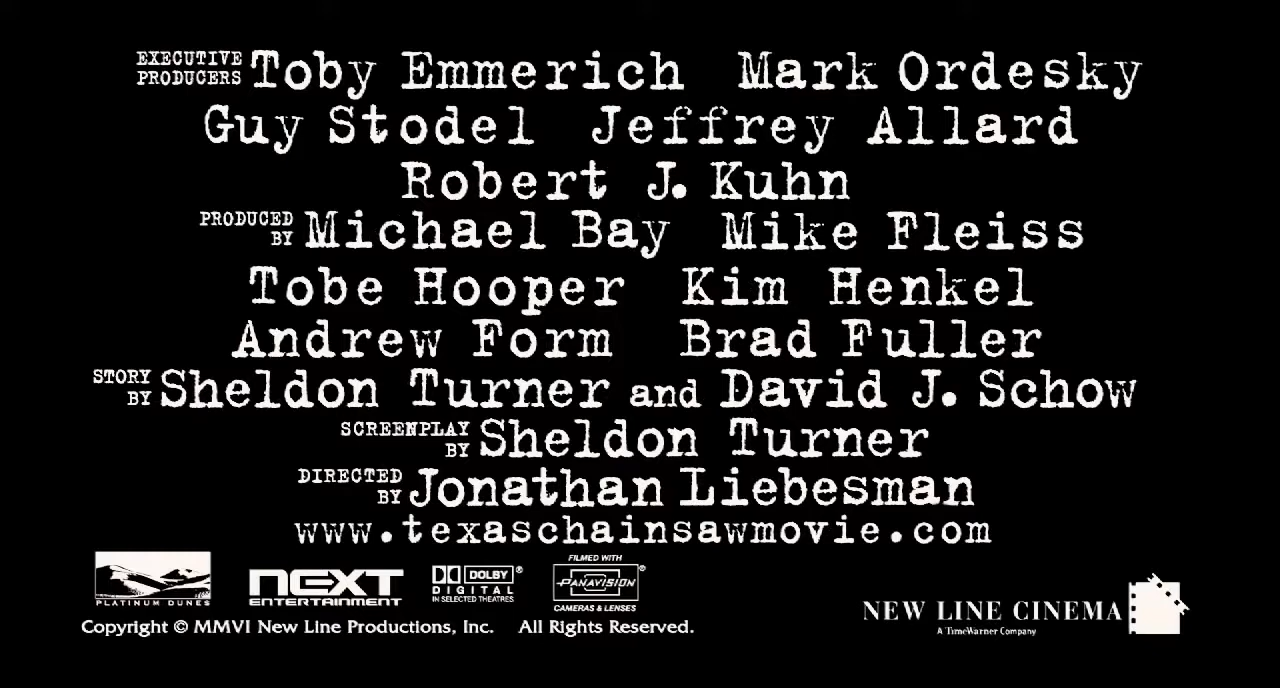 EXECUTIVE PRODUCERS Toby Emmerich Mark Ordesky
Guy Stodel Jeffrey Allard
Robert J. Kuhn
PRODUCED BY Michael Bay Mike Fleiss
Tobe Hooper Kim Henkel
Andrew Form Brad Fuller
STORY BY Sheldon Turner and David J. Schow
SCREENPLAY BY Sheldon Turner
DIRECTED BY Jonathan Liebesman
www.texaschainsawmovie.com
PLATINUM DUNES
NEXT
ENTERTAINMENT
DOLBY®
DIGITAL
IN SELECTED THEATRES
FILMED WITH
PANAVISION®
CAMERAS & LENSES
NEW LINE CINEMA
A TimeWarner Company
Copyright © MMVI New Line Productions, Inc. All Rights Reserved.